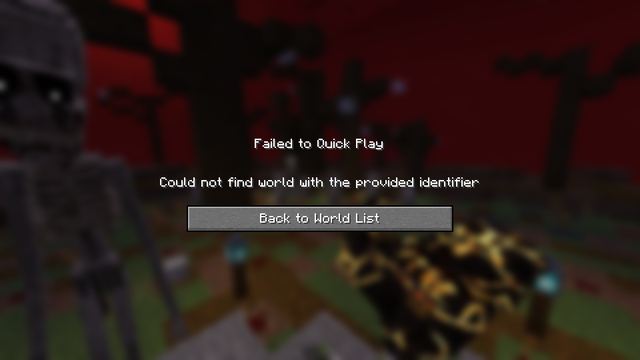 Failed to Quick Play
Could not find world with the provided identifier
Back to World List